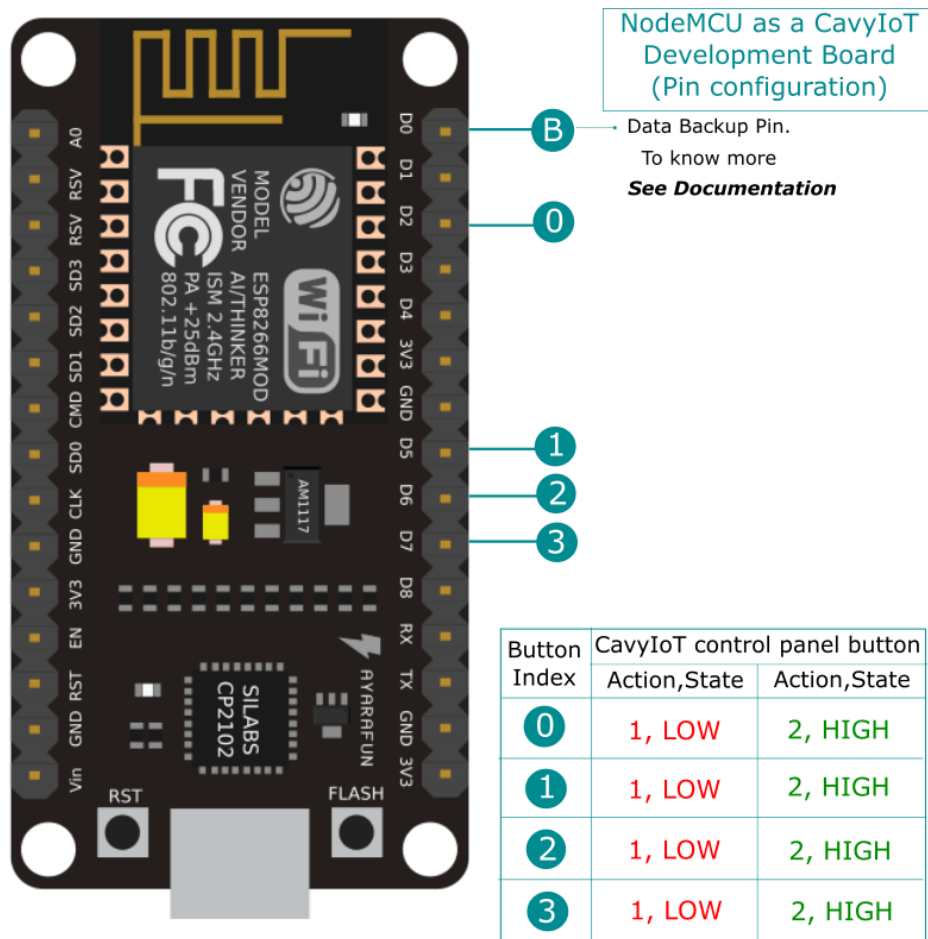 NodeMCU as a CavyIoT
Development Board
(Pin configuration)
B
Data Backup Pin.
To know more
See Documentation
0
1
2
3
A0
RSV
RSV
SD3
SD2
SD1
CMD
SD0
CLK
GND
3V3
EN
RST
GND
Vin
D0
D1
D2
D3
D4
3V3
GND
D5
D6
D7
D8
RX
TX
GND
3V3
FC
MODEL
VENDOR
ESP8266MOD
AI/THINKER
ISM 2.4GHz
PA +25dBm
802.11b/g/n
WiFi
AM1117
SILABS
CP2102
AYARAFUN
RST
FLASH
Button Index
CavyIoT control panel button
Action,State
Action,State
0 1, LOW 2, HIGH
1 1, LOW 2, HIGH
2 1, LOW 2, HIGH
3 1, LOW 2, HIGH